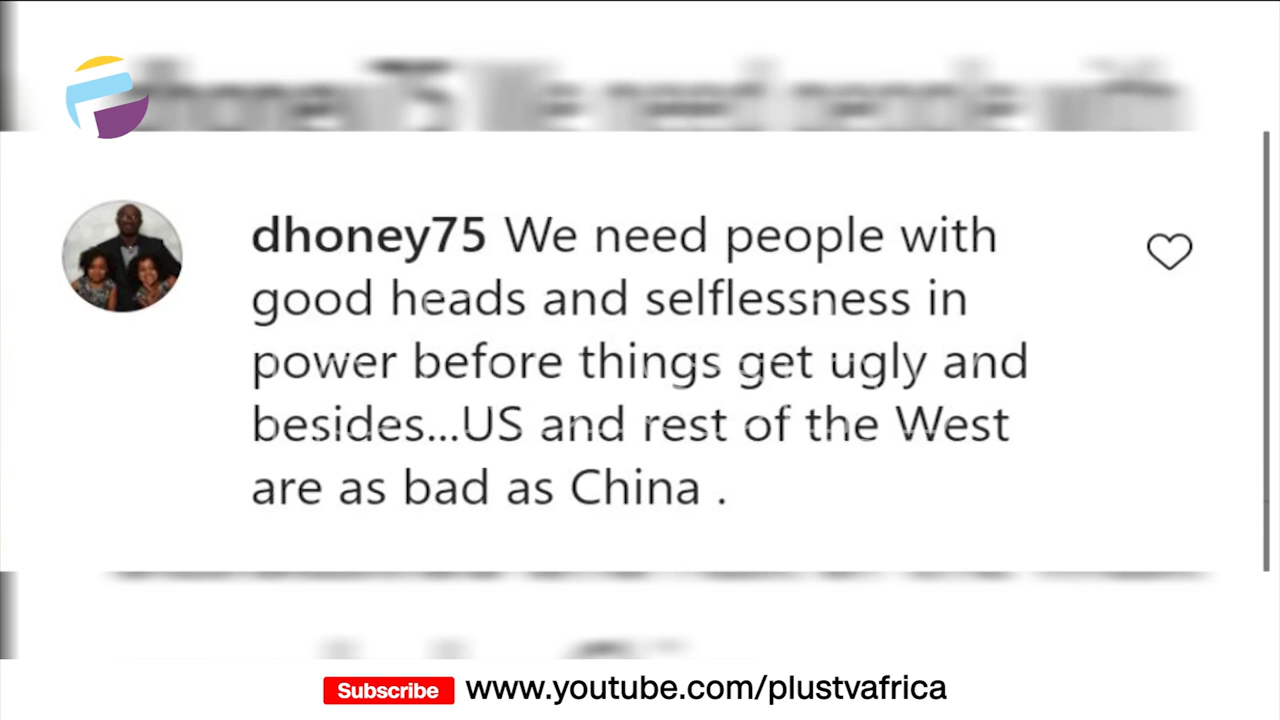 dhoney75 We need people with
good heads and selflessness in
power before things get ugly and
besides...US and rest of the West
are as bad as China .
Subscribe www.youtube.com/plustvafrica